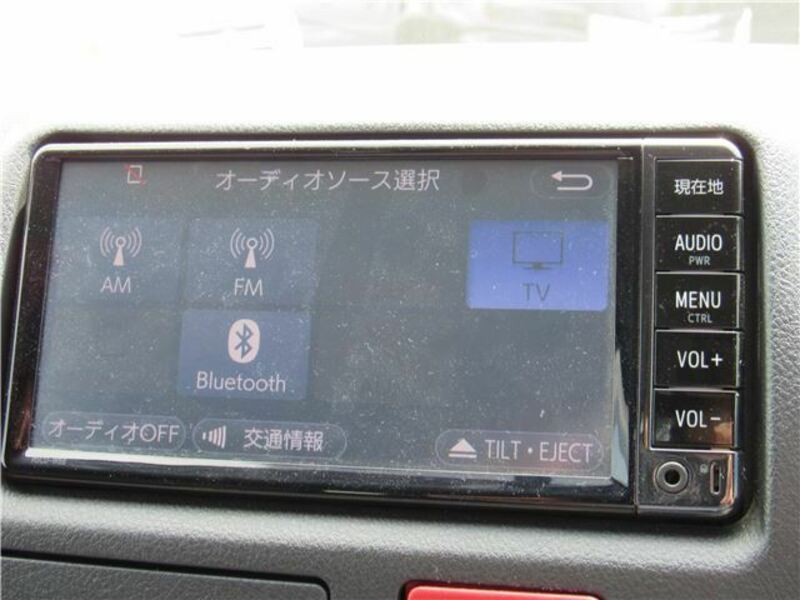 オーディオソース選択
AM
FM
TV
Bluetooth
オーディオOFF
交通情報
TILT・EJECT
現在地
AUDIO
PWR
MENU
CTRL
VOL+
VOL-